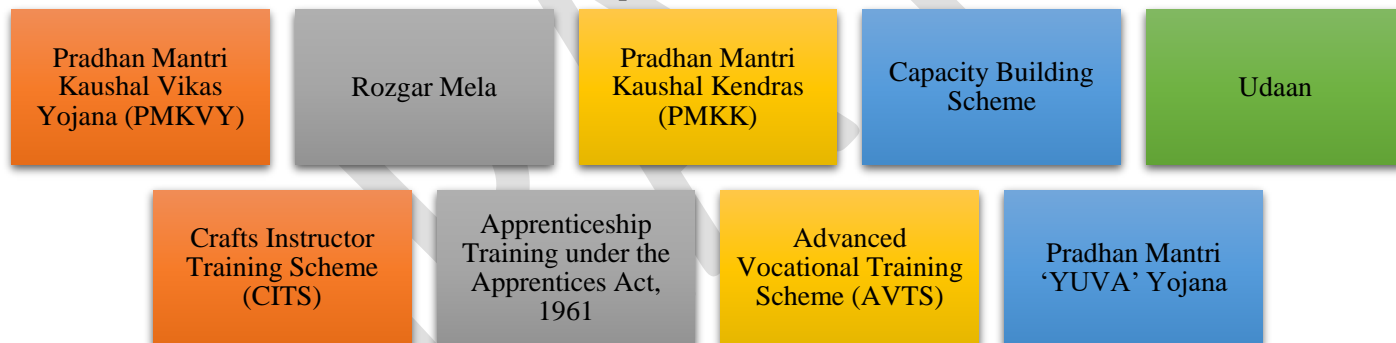 Pradhan Mantri
Kaushal Vikas
Yojana (PMKVY)
Rozgar Mela
Pradhan Mantri
Kaushal Kendras
(PMKK)
Capacity Building
Scheme
Udaan
Crafts Instructor
Training Scheme
(CITS)
Apprenticeship
Training under the
Apprentices Act,
1961
Advanced
Vocational Training
Scheme (AVTS)
Pradhan Mantri
‘YUVA’ Yojana